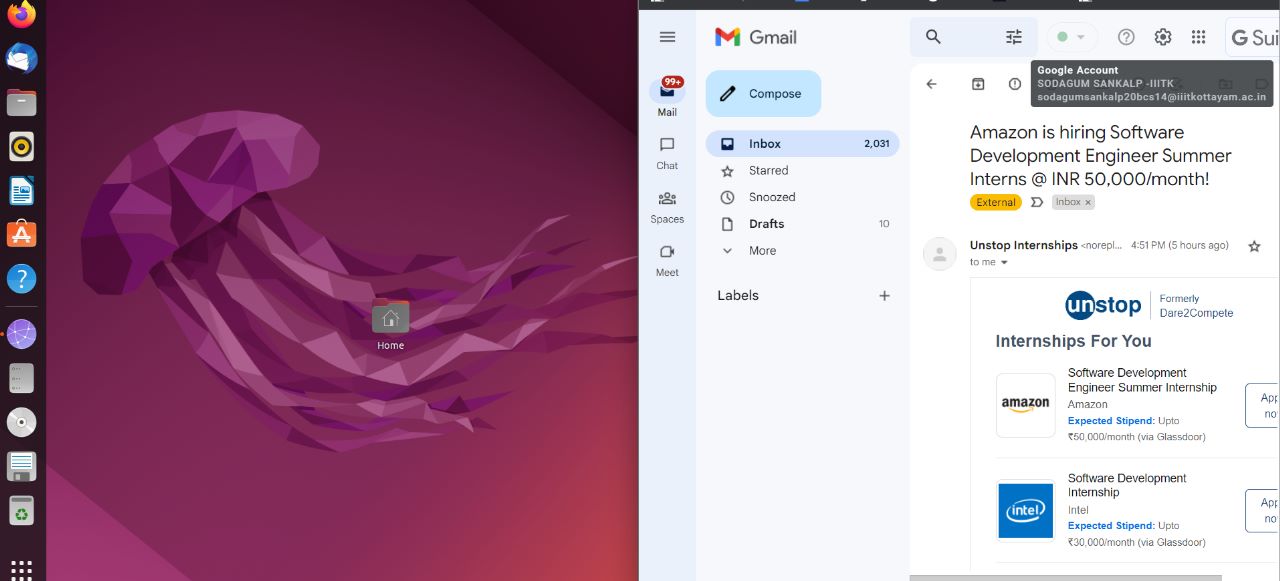 Home
Gmail
G Sui
99+
Mail
Chat
Spaces
Meet
Compose
Inbox 2,031
Starred
Snoozed
Drafts 10
More
Labels
Google Account
SODAGUM SANKALP -IIITK
sodagumsankalp20bcs14@iiitkottayam.ac.in
Amazon is hiring Software
Development Engineer Summer
Interns @ INR 50,000/month!
External Inbox x
Unstop Internships <norepl... 4:51 PM (5 hours ago)
to me
unstop Formerly
Dare2Compete
Internships For You
amazon
Software Development
Engineer Summer Internship
Amazon
Expected Stipend: Upto
₹50,000/month (via Glassdoor)
App
no
intel
Software Development
Internship
Intel
Expected Stipend: Upto
₹30,000/month (via Glassdoor)
App
no